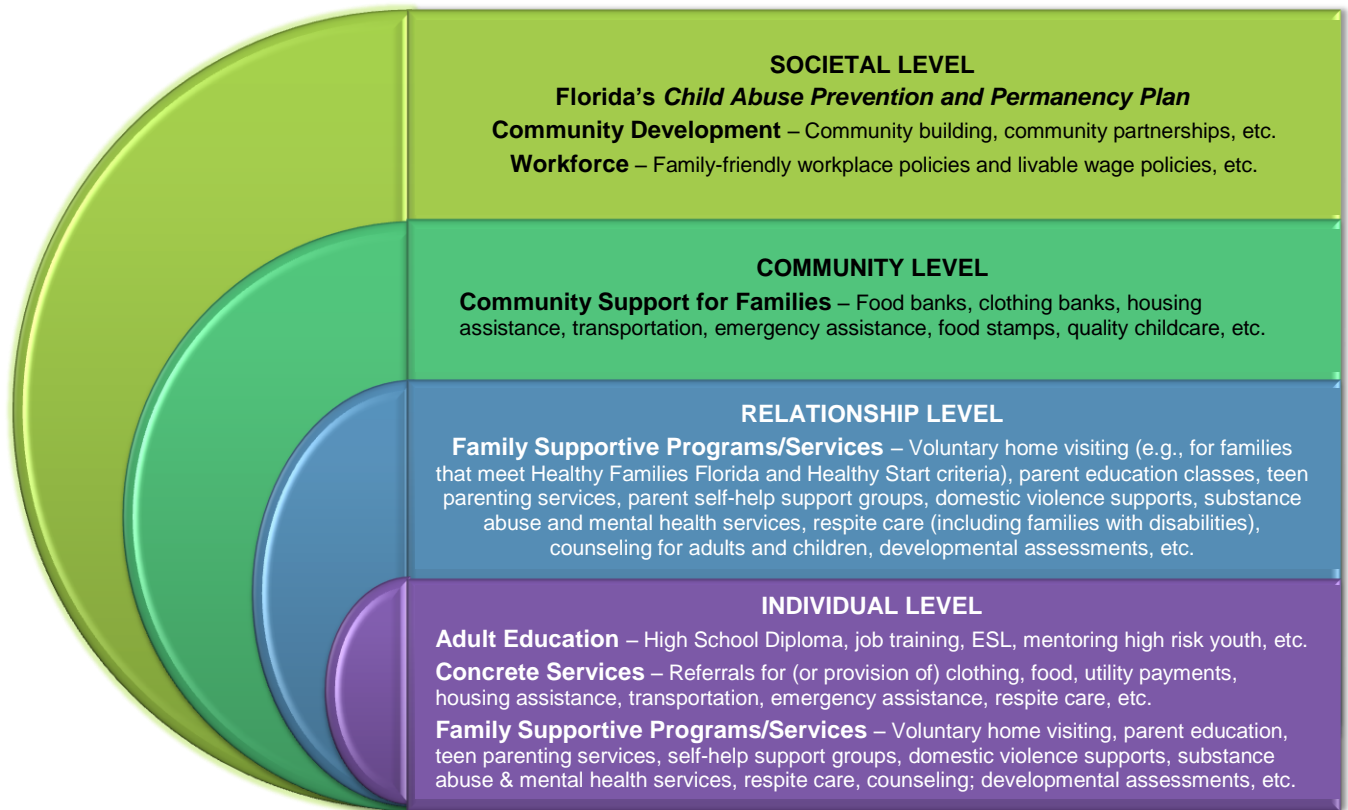 SOCIETAL LEVEL
Florida's Child Abuse Prevention and Permanency Plan
Community Development – Community building, community partnerships, etc.
Workforce – Family-friendly workplace policies and livable wage policies, etc.
COMMUNITY LEVEL
Community Support for Families – Food banks, clothing banks, housing
assistance, transportation, emergency assistance, food stamps, quality childcare, etc.
RELATIONSHIP LEVEL
Family Supportive Programs/Services – Voluntary home visiting (e.g., for families
that meet Healthy Families Florida and Healthy Start criteria), parent education classes, teen
parenting services, parent self-help support groups, domestic violence supports, substance
abuse and mental health services, respite care (including families with disabilities),
counseling for adults and children, developmental assessments, etc.
INDIVIDUAL LEVEL
Adult Education – High School Diploma, job training, ESL, mentoring high risk youth, etc.
Concrete Services – Referrals for (or provision of) clothing, food, utility payments,
housing assistance, transportation, emergency assistance, respite care, etc.
Family Supportive Programs/Services – Voluntary home visiting, parent education,
teen parenting services, self-help support groups, domestic violence supports, substance
abuse & mental health services, respite care, counseling; developmental assessments, etc.